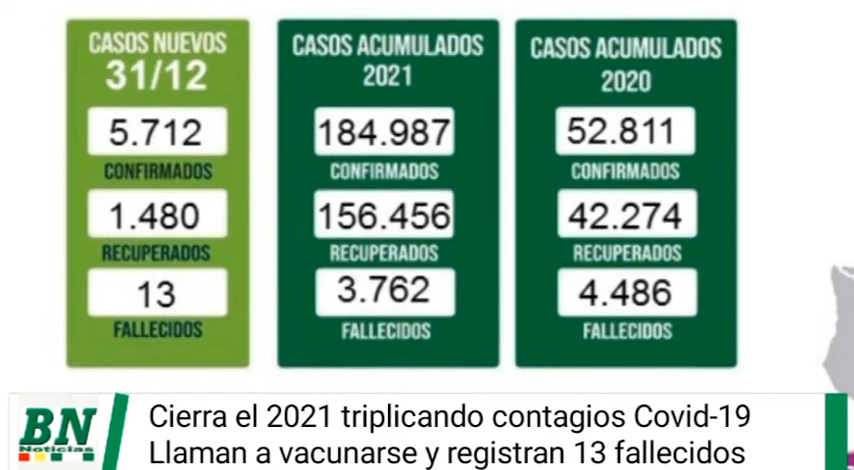 CASOS NUEVOS
31/12
5.712
CONFIRMADOS
1.480
RECUPERADOS
13
FALLECIDOS
CASOS ACUMULADOS
2021
184.987
CONFIRMADOS
156.456
RECUPERADOS
3.762
FALLECIDOS
CASOS ACUMULADOS
2020
52.811
CONFIRMADOS
42.274
RECUPERADOS
4.486
FALLECIDOS
BN
Noticias
Cierra el 2021 triplicando contagios Covid-19
Llaman a vacunarse y registran 13 fallecidos